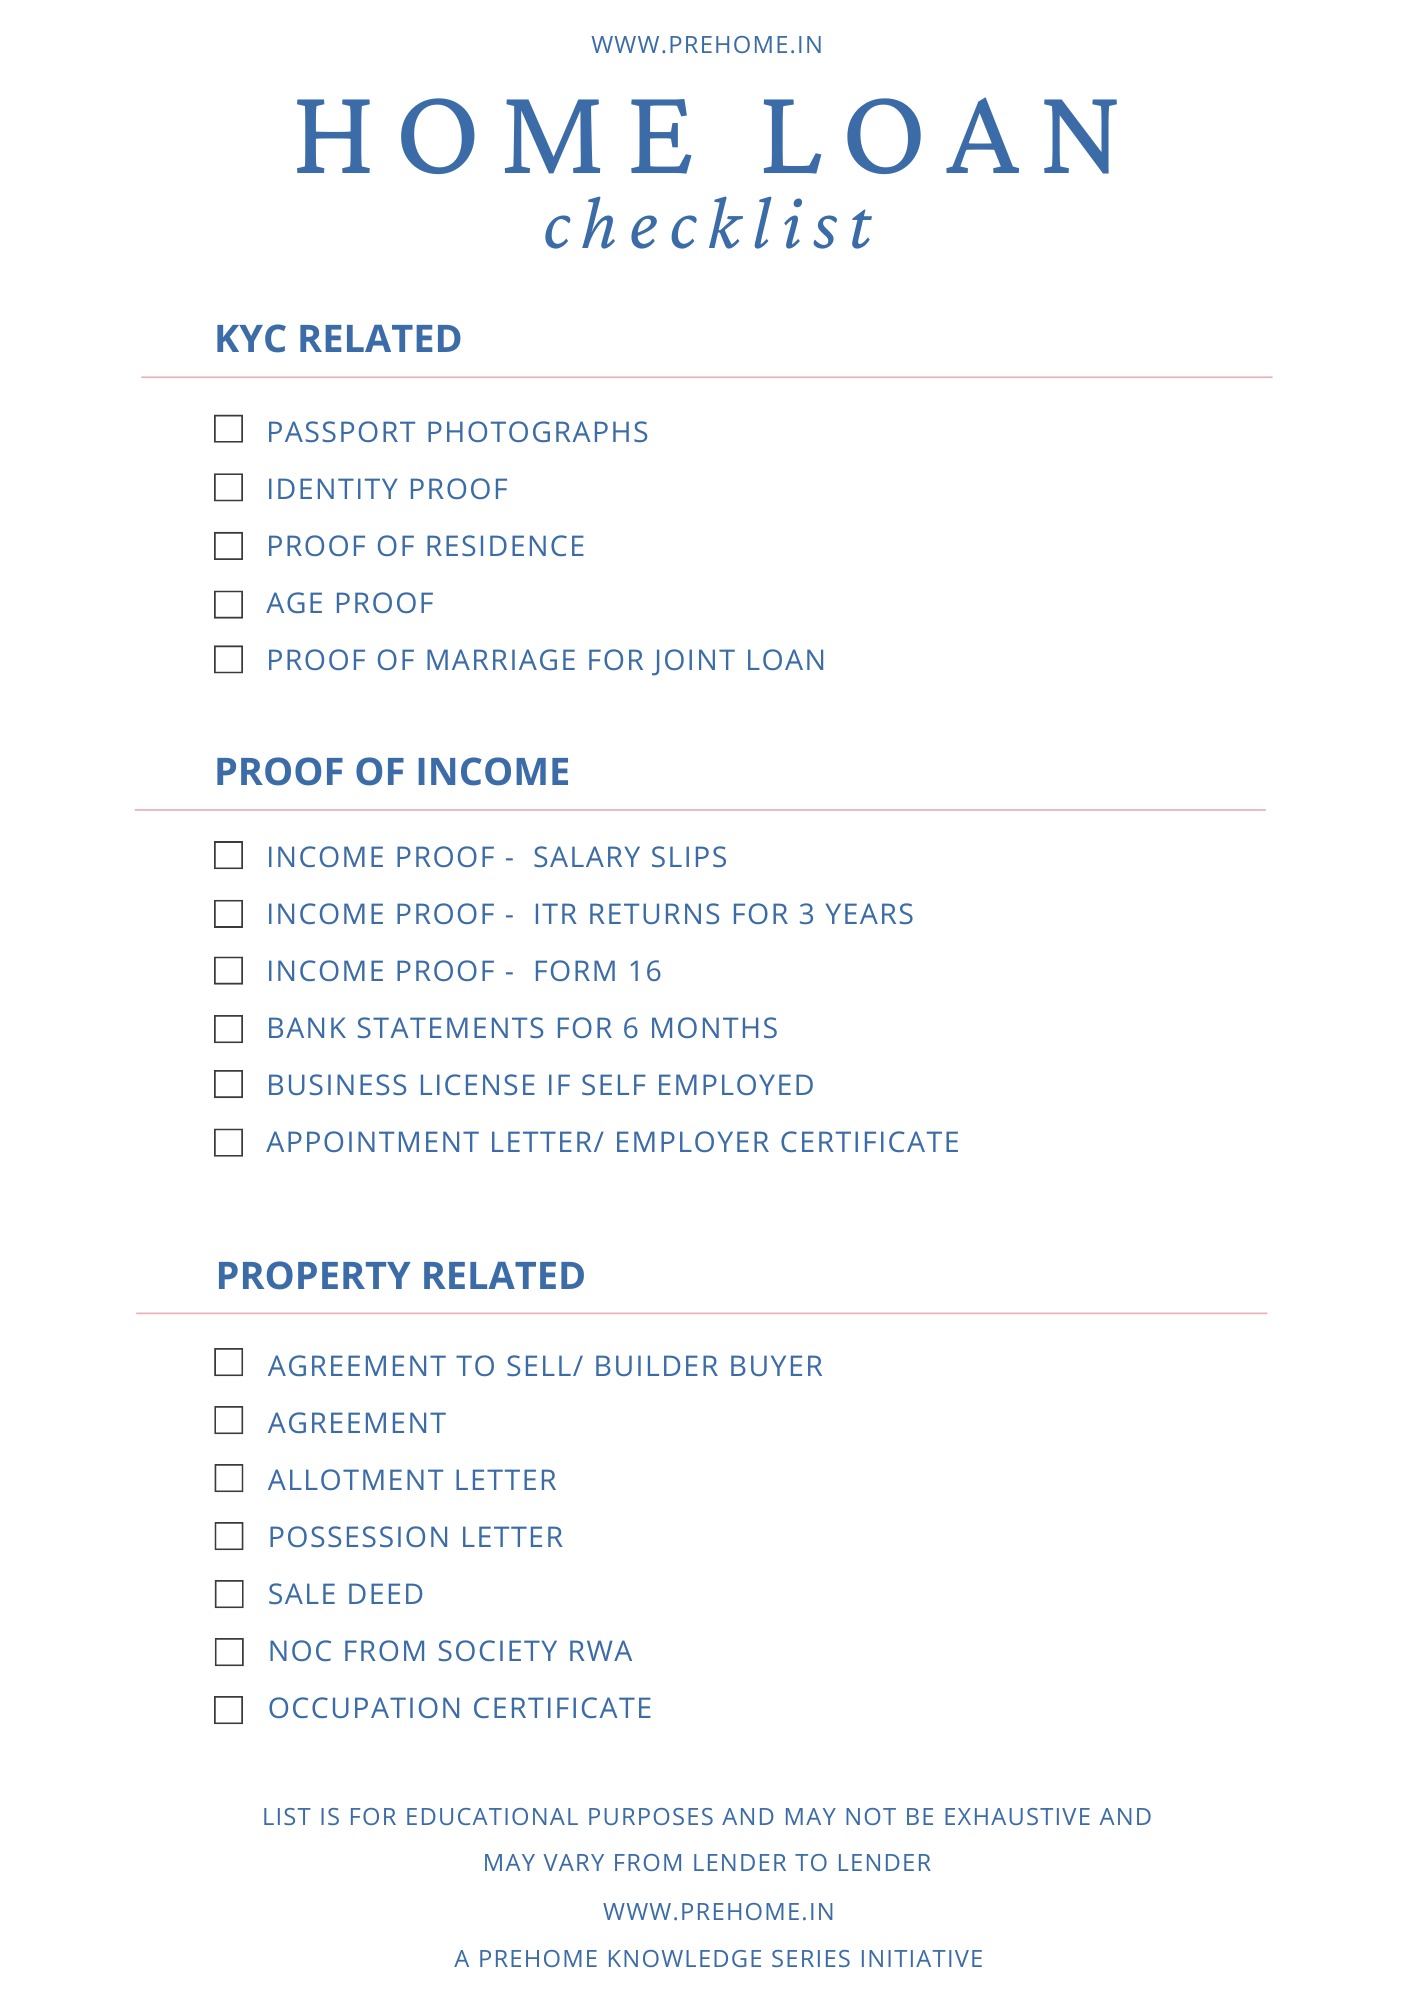 WWW.PREHOME.IN
HOME LOAN
checklist
KYC RELATED
PASSPORT PHOTOGRAPHS
IDENTITY PROOF
PROOF OF RESIDENCE
AGE PROOF
PROOF OF MARRIAGE FOR JOINT LOAN
PROOF OF INCOME
INCOME PROOF -  SALARY SLIPS
INCOME PROOF -  ITR RETURNS FOR 3 YEARS
INCOME PROOF -  FORM 16
BANK STATEMENTS FOR 6 MONTHS
BUSINESS LICENSE IF SELF EMPLOYED
APPOINTMENT LETTER/ EMPLOYER CERTIFICATE
PROPERTY RELATED
AGREEMENT TO SELL/ BUILDER BUYER
AGREEMENT
ALLOTMENT LETTER
POSSESSION LETTER
SALE DEED
NOC FROM SOCIETY RWA
OCCUPATION CERTIFICATE
LIST IS FOR EDUCATIONAL PURPOSES AND MAY NOT BE EXHAUSTIVE AND
MAY VARY FROM LENDER TO LENDER
WWW.PREHOME.IN
A PREHOME KNOWLEDGE SERIES INITIATIVE